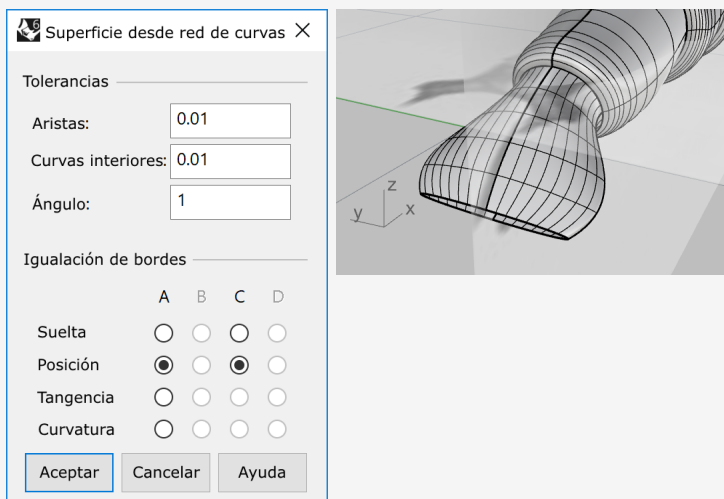 6 Superficie desde red de curvas
Tolerancias
Aristas: 0.01
Curvas interiores: 0.01
Ángulo: 1
Igualación de bordes
A B C D
Suelta
Posición
Tangencia
Curvatura
Aceptar Cancelar Ayuda
z
y x